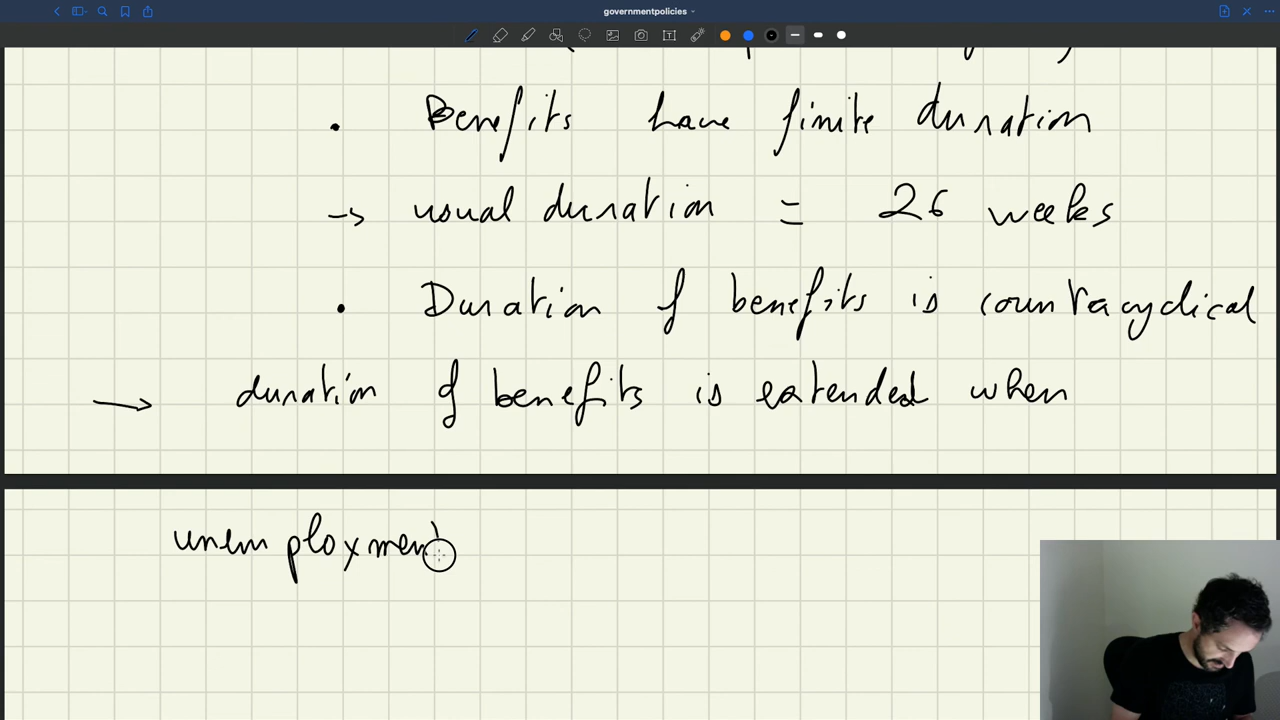 governmentpolicies
• Benefits have finite duration
→ usual duration = 26 weeks
• Duration of benefits is countracyclical
→ duration of benefits is extended when
unemployment